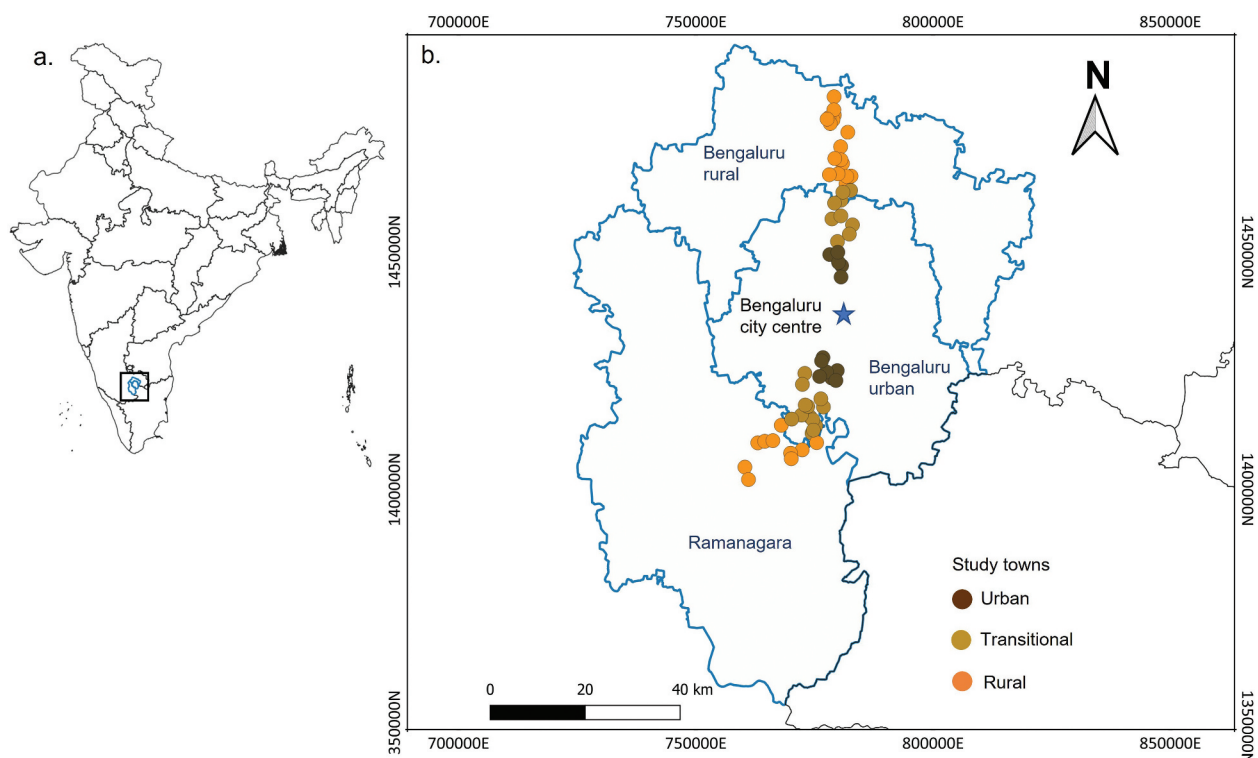 a.
b.
700000E
750000E
800000E
850000E
N
Bengaluru
rural
1450000N
1450000N
Bengaluru
city centre
Bengaluru
urban
1400000N
1400000N
Ramanagara
Study towns
Urban
Transitional
Rural
0 20 40 km
350000N
1350000N
700000E
750000E
800000E
850000E